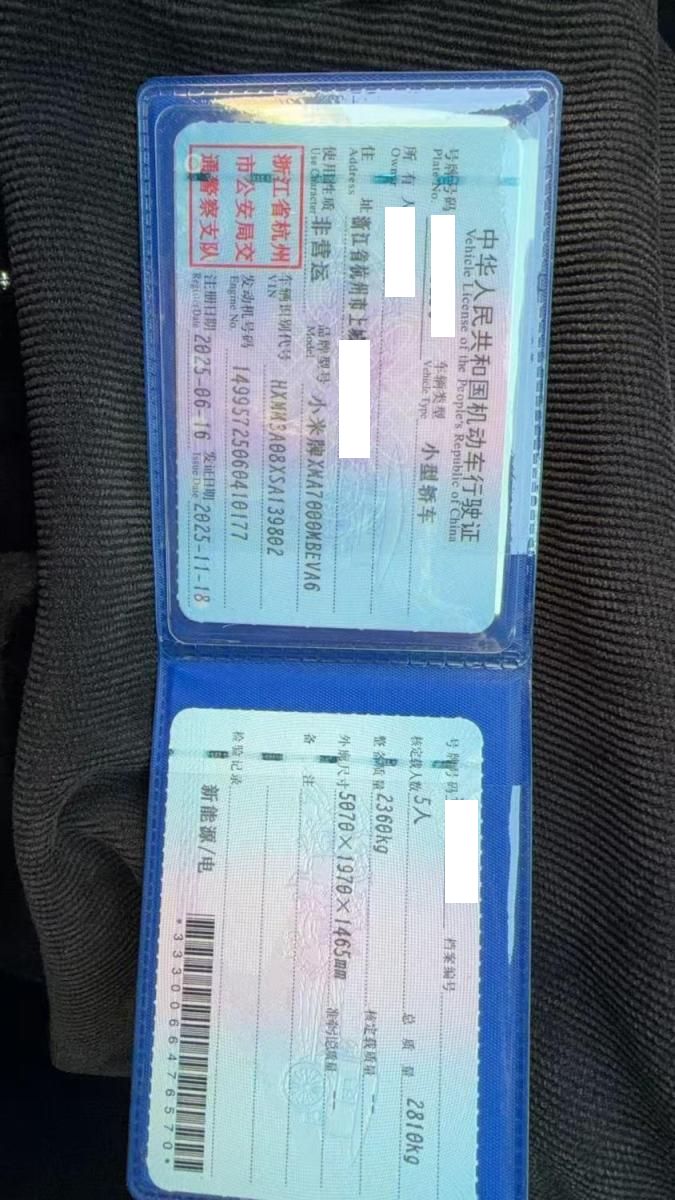 中华人民共和国机动车行驶证
Vehicle License of the People's Republic of China
号牌号码
Plate No.
车辆类型 小型轿车
Vehicle Type
所有人
Owner
住址 浙江省杭州市上城
Address
使用性质 非营运
Use Character
品牌型号 小米牌XMA7000MBEVA6
Model
浙江省杭州
市公安局交
通警察支队
车辆识别代号 HXMM3A08XSA139802
VIN
发动机号码 1499572506041O177
Engine No.
注册日期 2025-06-16 发证日期 2025-11-18
Register Date Issue Date
号牌号码
档案编号
核定载人数 5人 总质量 2810kg
整备质量 2360kg 核定载质量 --
外廓尺寸 5070×1970×1465mm 准牵引总质量 --
备注
检验记录
新能源/电
*3330066476570*